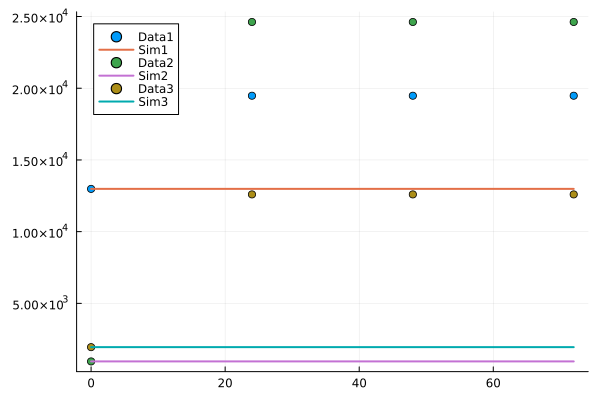 2.50×10⁴
Data1
Sim1
Data2
Sim2
Data3
Sim3
2.00×10⁴
1.50×10⁴
1.00×10⁴
5.00×10³
0 20 40 60